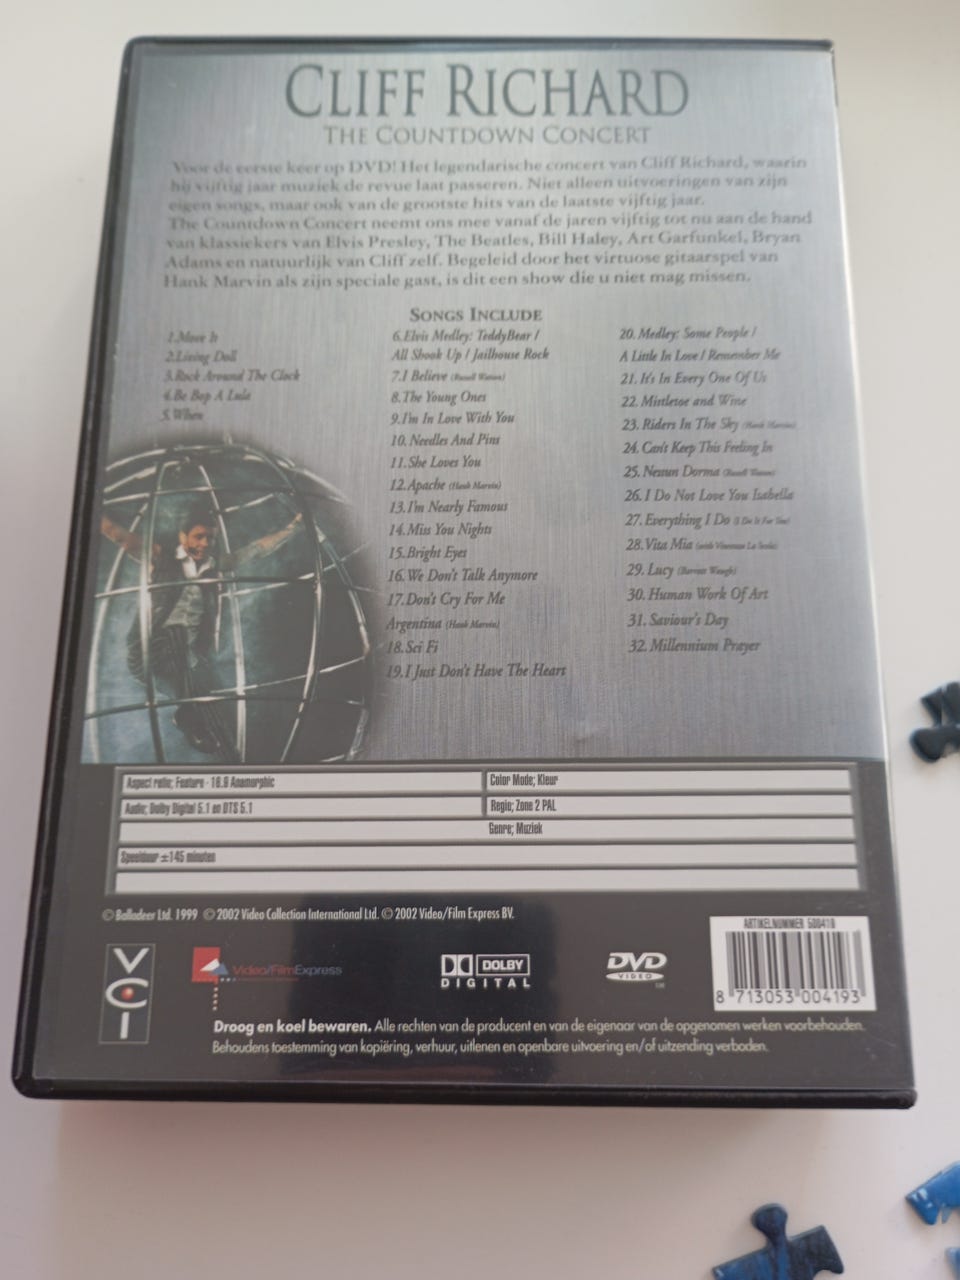 CLIFF RICHARD
THE COUNTDOWN CONCERT
Voor de eerste keer op DVD! Het legendarische concert van Cliff Richard, waarin
hij vijftig jaar muziek de revue laat passeren. Niet alleen uitvoeringen van zijn
eigen songs, maar ook van de grootste hits van de laatste vijftig jaar.
The Countdown Concert neemt ons mee vanaf de jaren vijftig tot nu aan de hand
van klassiekers van Elvis Presley, The Beatles, Bill Haley, Art Garfunkel, Bryan
Adams en natuurlijk van Cliff zelf. Begeleid door het virtuose gitaarspel van
Hank Marvin als zijn speciale gast, is dit een show die u niet mag missen.
SONGS INCLUDE
1.Move It
2.Living Doll
3.Rock Around The Clock
4.Be Bop A Lula
5.When
6.Elvis Medley: TeddyBear /
All Shook Up / Jailhouse Rock
7.I Believe (Russell Watson)
8.The Young Ones
9.I'm In Love With You
10. Needles And Pins
11.She Loves You
12.Apache (Hank Marvin)
13.I'm Nearly Famous
14.Miss You Nights
15.Bright Eyes
16.We Don't Talk Anymore
17.Don't Cry For Me
Argentina (Hank Marvin)
18.Sci Fi
19.I Just Don't Have The Heart
20. Medley: Some People /
A Little In Love / Remember Me
21. It's In Every One Of Us
22. Mistletoe and Wine
23. Riders In The Sky (Hank Marvin)
24. Can't Keep This Feeling In
25. Nessun Dorma (Russell Watson)
26. I Do Not Love You Isabella
27. Everything I Do (I Do It For You)
28. Vita Mia (with Vincenzo La Scola)
29. Lucy
30. Human Work Of Art
31. Saviour's Day
32. Millennium Prayer
Aspect ratio; Feature - 16.9 Anamorphic
Color Mode; Kleur
Audio; Dolby Digital 5.1 en DTS 5.1
Regio; Zone 2 PAL
Genre; Muziek
Speelduur ±145 minuten
© Balladeer Ltd. 1999 © 2002 Video Collection International Ltd. © 2002 Video/Film Express BV.
ARTIKELNUMMER 500419
VCI
Video/FilmExpress
DOLBY
DIGITAL
DVD
VIDEO
8 713053 004193
Droog en koel bewaren. Alle rechten van de producent en van de eigenaar van de opgenomen werken voorbehouden.
Behoudens toestemming van kopiëring, verhuur, uitlenen en openbare uitvoering en/of uitzending verboden.